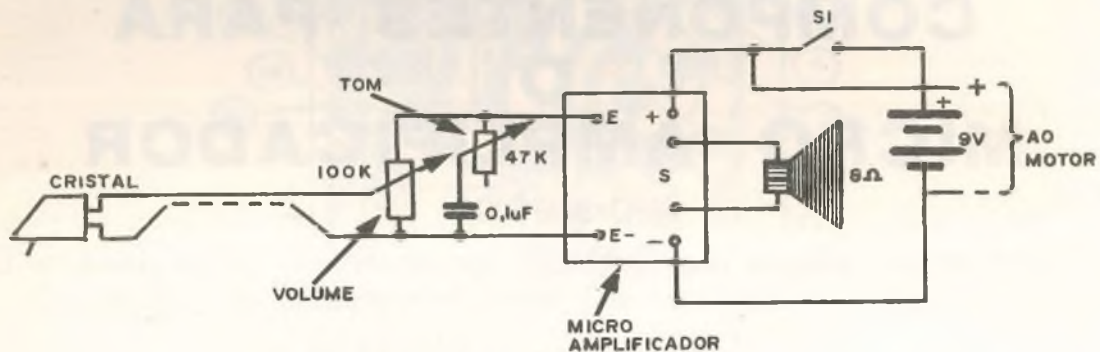 S1
TOM
E
+
+
+
9V
AO
MOTOR
47K
100K
CRISTAL
S
8Ω
0,1uF
E-
-
-
VOLUME
MICRO
AMPLIFICADOR